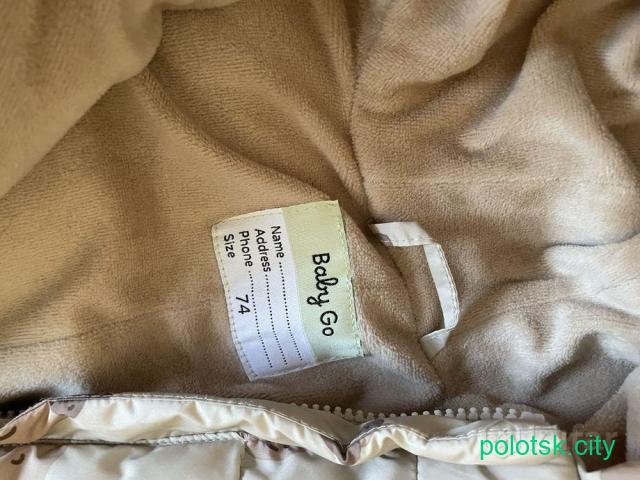 Baby Go
Name ........................
Address .....................
Phone .......................
Size 74
polotsk.city